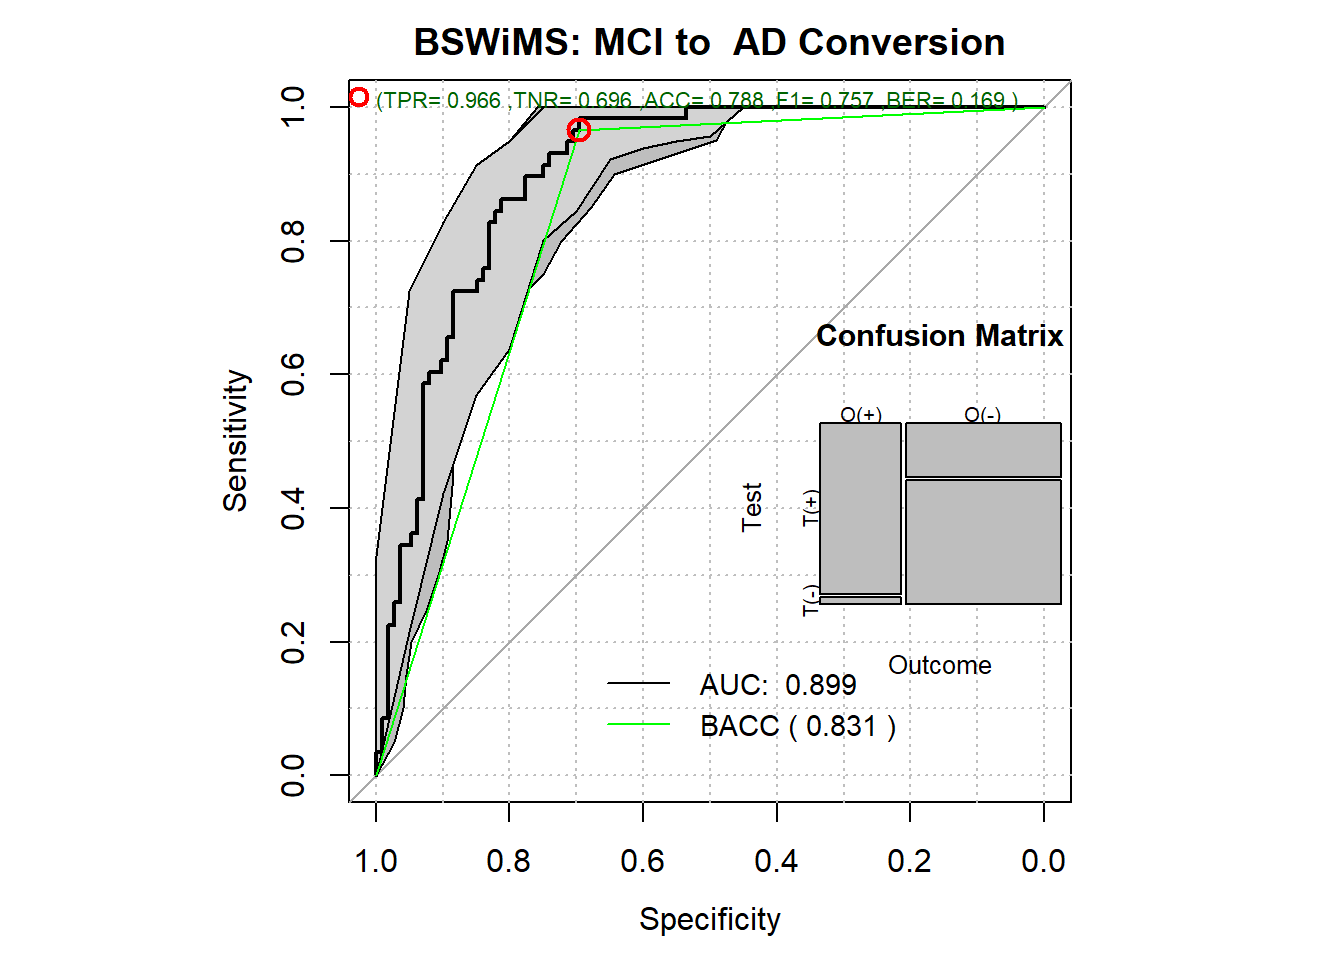 BSWiMS: MCI to  AD Conversion
(TPR= 0.966 ,TNR= 0.696 ,ACC= 0.788 ,F1= 0.757 ,BER= 0.169 )
Sensitivity
1.0
0.8
0.6
0.4
0.2
0.0
Confusion Matrix
O(+) O(-)
Test
T(+)
T(-)
Outcome
AUC:  0.899
BACC ( 0.831 )
1.0 0.8 0.6 0.4 0.2 0.0
Specificity